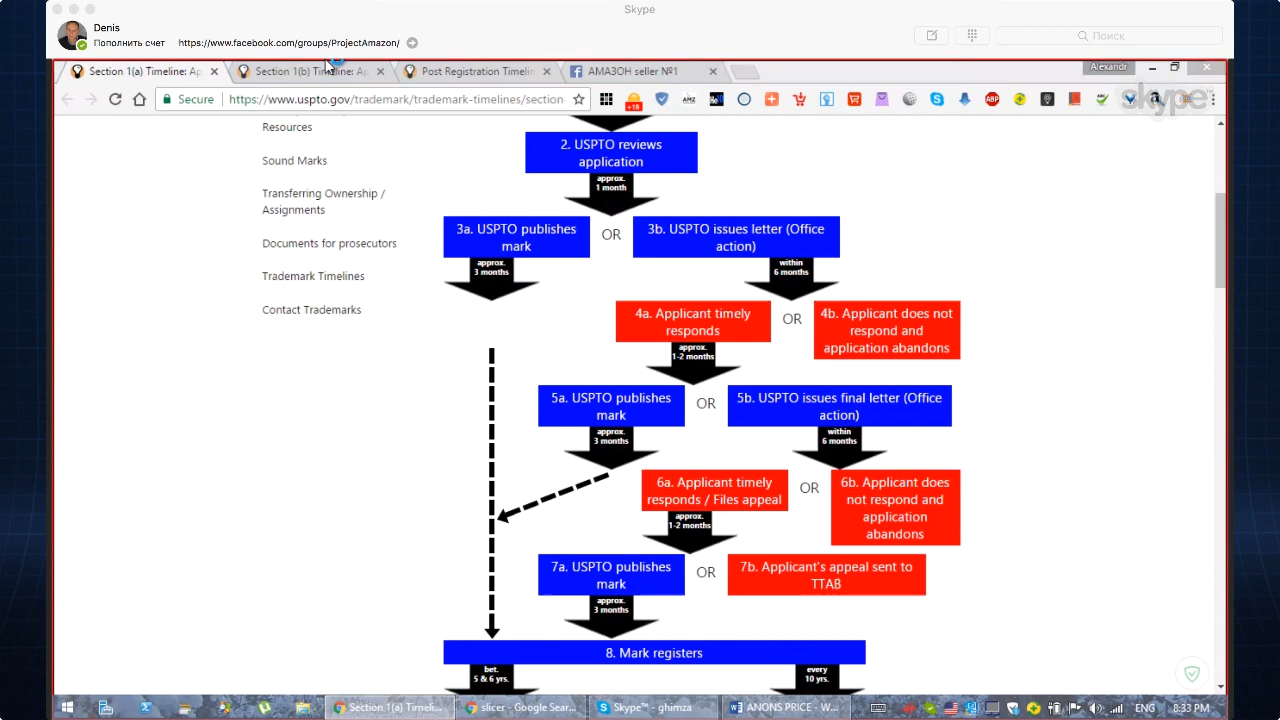 Skype
Denis
Пополнить счет
https://www.facebook.com/groups/ProjectAmazon/
Поиск
Section 1(a) Timeline: Ap
Section 1(b) Timeline: Ap
Post Registration Timelin
АМАЗОН seller №1
Alexandr
Secure
https://www.uspto.gov/trademark/trademark-timelines/section
+18
AMZ
ABP
skype™
Resources
Sound Marks
Transferring Ownership /
Assignments
Documents for prosecutors
Trademark Timelines
Contact Trademarks
2. USPTO reviews
application
approx.
1 month
3a. USPTO publishes
mark
OR
3b. USPTO issues letter (Office
action)
approx.
3 months
within
6 months
4a. Applicant timely
responds
OR
4b. Applicant does not
respond and
application abandons
approx.
1-2 months
5a. USPTO publishes
mark
OR
5b. USPTO issues final letter (Office
action)
approx.
3 months
within
6 months
6a. Applicant timely
responds / Files appeal
OR
6b. Applicant does
not respond and
application
abandons
approx.
1-2 months
7a. USPTO publishes
mark
OR
7b. Applicant's appeal sent to
TTAB
approx.
3 months
8. Mark registers
bet.
5 & 6 yrs.
every
10 yrs.
Section 1(a) Timeli...
slicer - Google Sear...
Skype™ - ghimza
ANONS PRICE - W...
ENG
8:33 PM